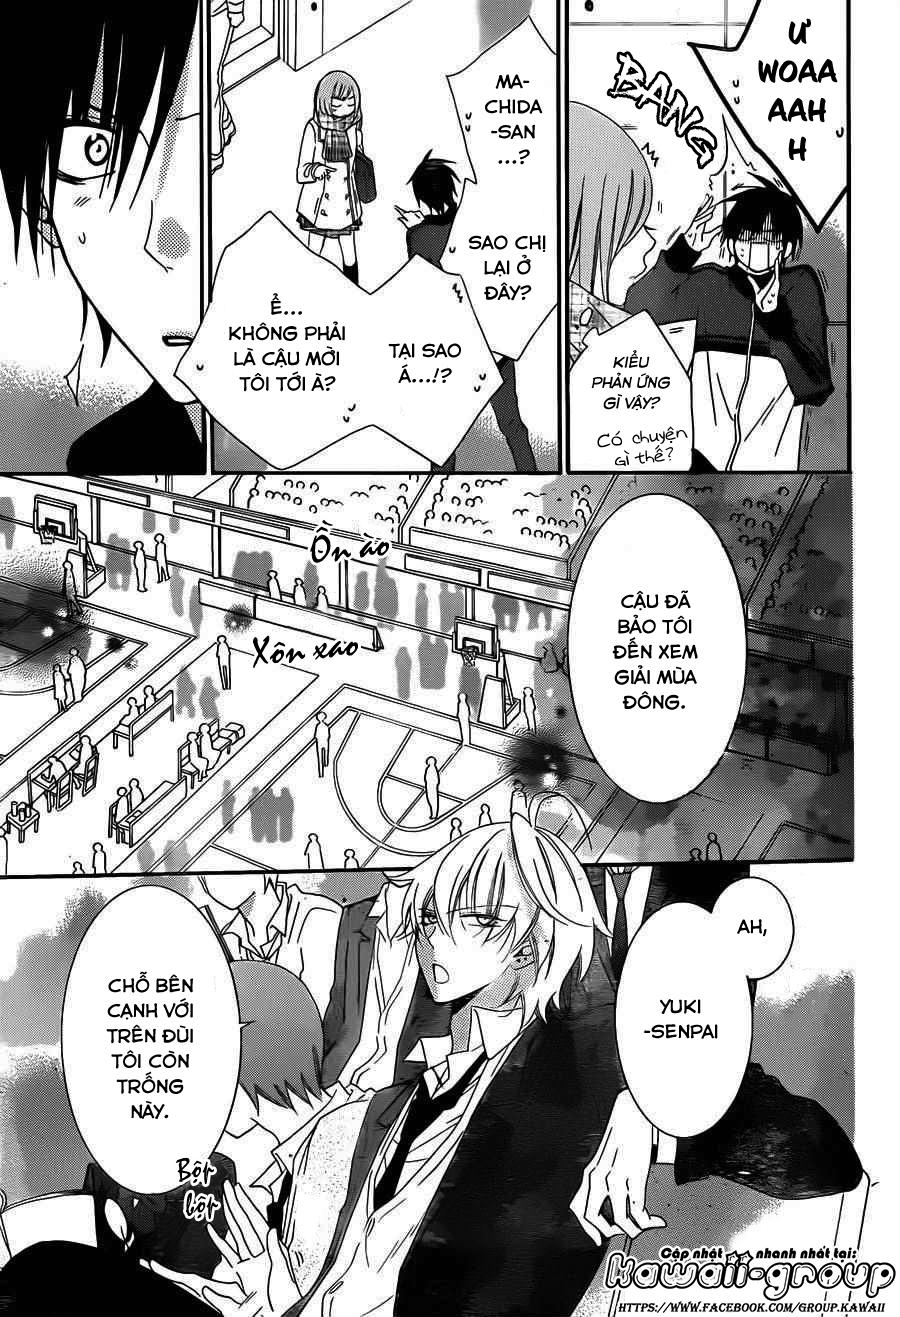 Ư
WOAA
AAH
H
BANG
KIỂU
PHẢN ỨNG
GÌ VẬY?
Có chuyện
gì thế?
MA-
CHIDA
-SAN
...?
SAO CHỊ
LẠI Ở
ĐÂY?
TẠI SAO
Á...!?
Ể...
KHÔNG PHẢI
LÀ CẬU MỜI
TÔI TỚI À?
Ồn ào
Xôn xao
CẬU ĐÃ
BẢO TÔI
ĐẾN XEM
GIẢI MÙA
ĐÔNG.
AH,
YUKI
-SENPAI
CHỖ BÊN
CẠNH VỚI
TRÊN ĐÙI
TÔI CÒN
TRỐNG
NÀY.
Bột
lột
Cập nhật nhanh nhất tại:
kawaii-group
HTTPS://WWW.FACEBOOK.COM/GROUP.KAWAII